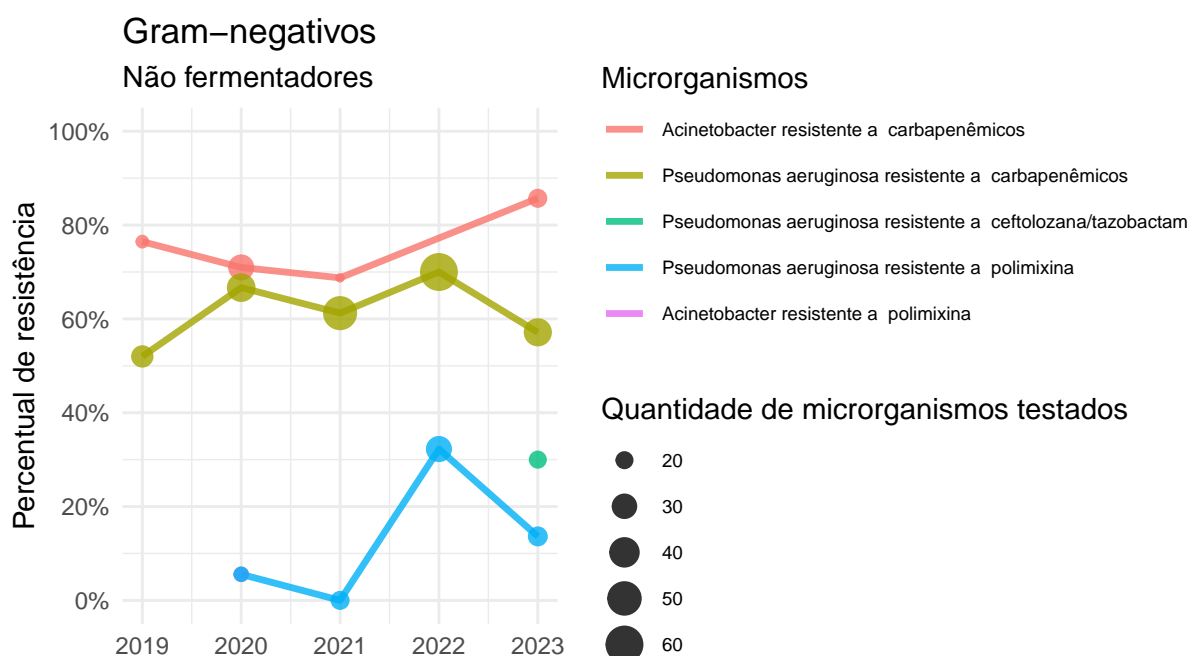 Gram−negativos
Não fermentadores
Percentual de resistência
100%
80%
60%
40%
20%
0%
2019 2020 2021 2022 2023
Microrganismos
Acinetobacter resistente a  carbapenêmicos
Pseudomonas aeruginosa resistente a  carbapenêmicos
Pseudomonas aeruginosa resistente a  ceftolozana/tazobactam
Pseudomonas aeruginosa resistente a  polimixina
Acinetobacter resistente a  polimixina
Quantidade de microrganismos testados
20
30
40
50
60